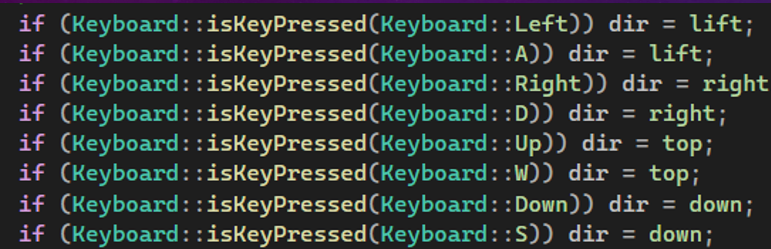 if (Keyboard::isKeyPressed(Keyboard::Left)) dir = lift;
if (Keyboard::isKeyPressed(Keyboard::A)) dir = lift;
if (Keyboard::isKeyPressed(Keyboard::Right)) dir = right
if (Keyboard::isKeyPressed(Keyboard::D)) dir = right;
if (Keyboard::isKeyPressed(Keyboard::Up)) dir = top;
if (Keyboard::isKeyPressed(Keyboard::W)) dir = top;
if (Keyboard::isKeyPressed(Keyboard::Down)) dir = down;
if (Keyboard::isKeyPressed(Keyboard::S)) dir = down;